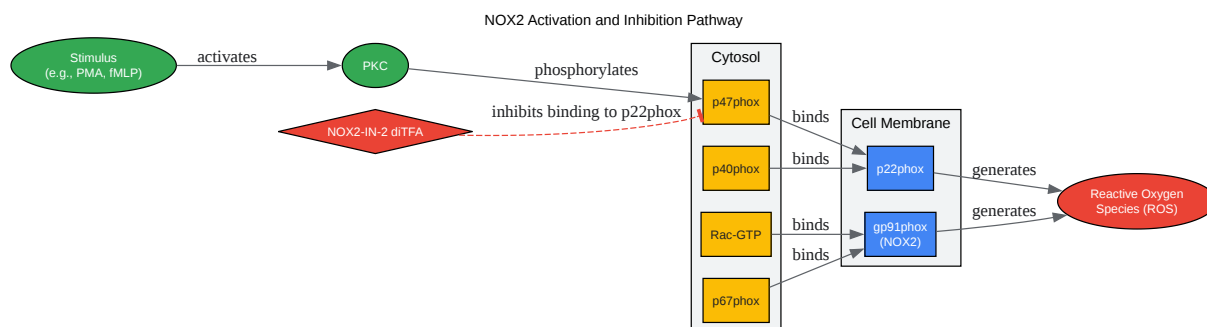 NOX2 Activation and Inhibition Pathway
Stimulus
(e.g., PMA, fMLP)
activates
PKC
phosphorylates
NOX2-IN-2 diTFA
inhibits binding to p22phox
Cytosol
p47phox
p40phox
Rac-GTP
p67phox
binds
binds
binds
binds
Cell Membrane
p22phox
gp91phox
(NOX2)
generates
generates
Reactive Oxygen
Species (ROS)